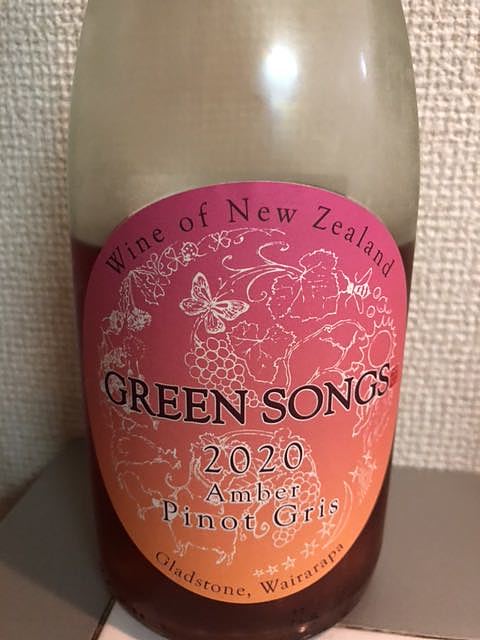 Wine of New Zealand
GREEN SONGS
2020
Amber
Pinot Gris
Gladstone, Wairarapa